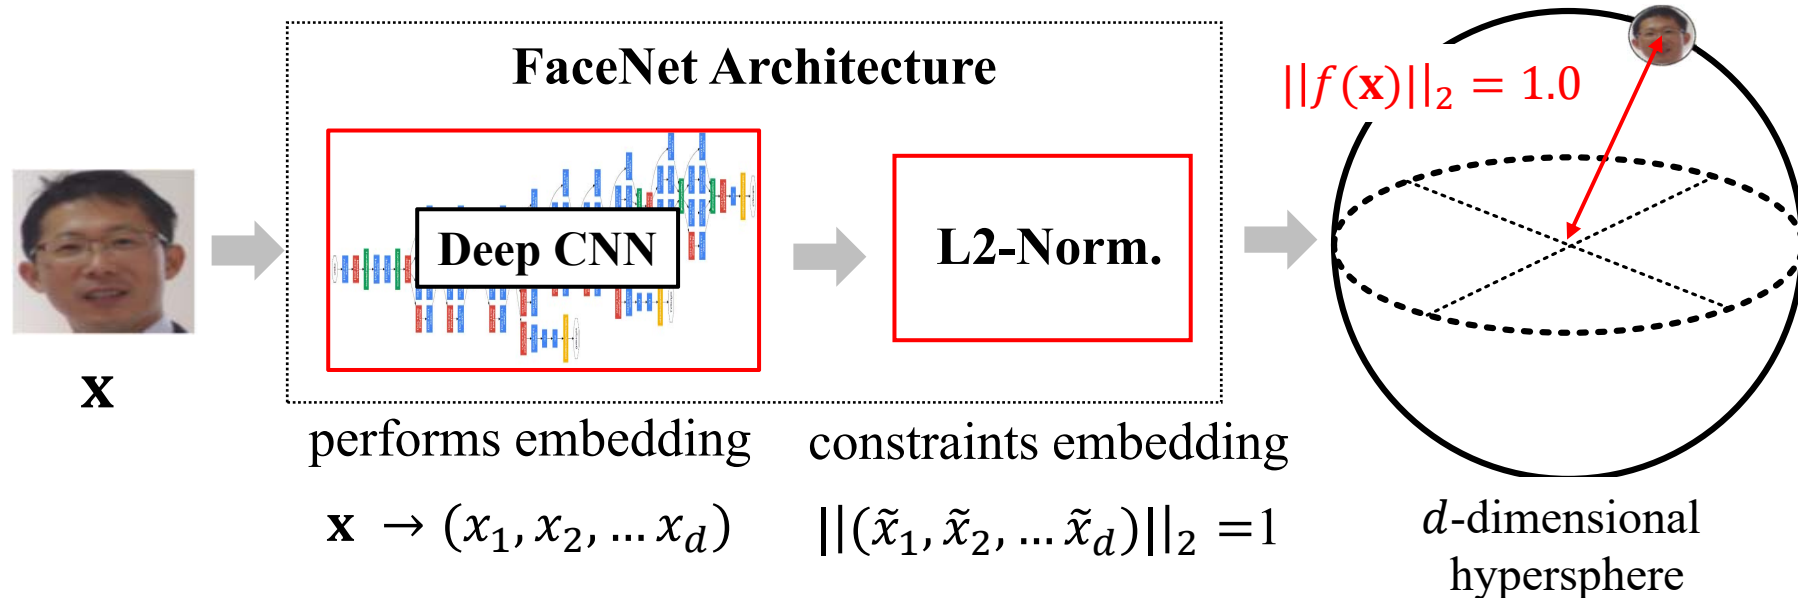 FaceNet Architecture
||f(𝐱)||₂ = 1.0
Deep CNN
L2-Norm.
𝐱
performs embedding
constraints embedding
𝐱 → (x₁, x₂, … x_d)
||(x̃₁, x̃₂, … x̃_d)||₂ =1
d-dimensional
hypersphere